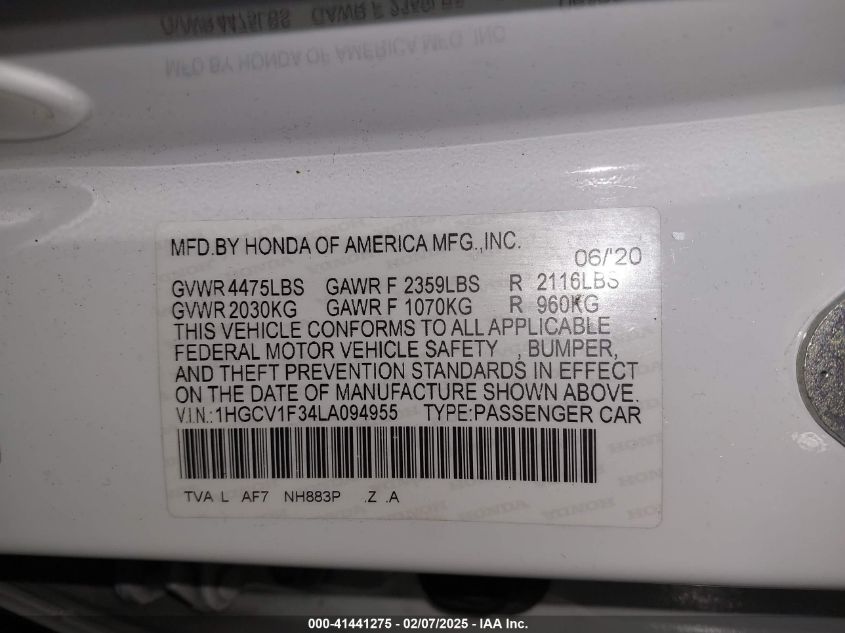 MFD.BY HONDA OF AMERICA MFG.,INC. 06/'20
GVWR 4475LBS GAWR F 2359LBS R 2116LBS
GVWR 2030KG GAWR F 1070KG R 960KG
THIS VEHICLE CONFORMS TO ALL APPLICABLE
FEDERAL MOTOR VEHICLE SAFETY , BUMPER,
AND THEFT PREVENTION STANDARDS IN EFFECT
ON THE DATE OF MANUFACTURE SHOWN ABOVE.
V.I.N.:1HGCV1F34LA094955 TYPE:PASSENGER CAR
TVA L AF7 NH883P .Z .A
000-41441275 - 02/07/2025 - IAA Inc.